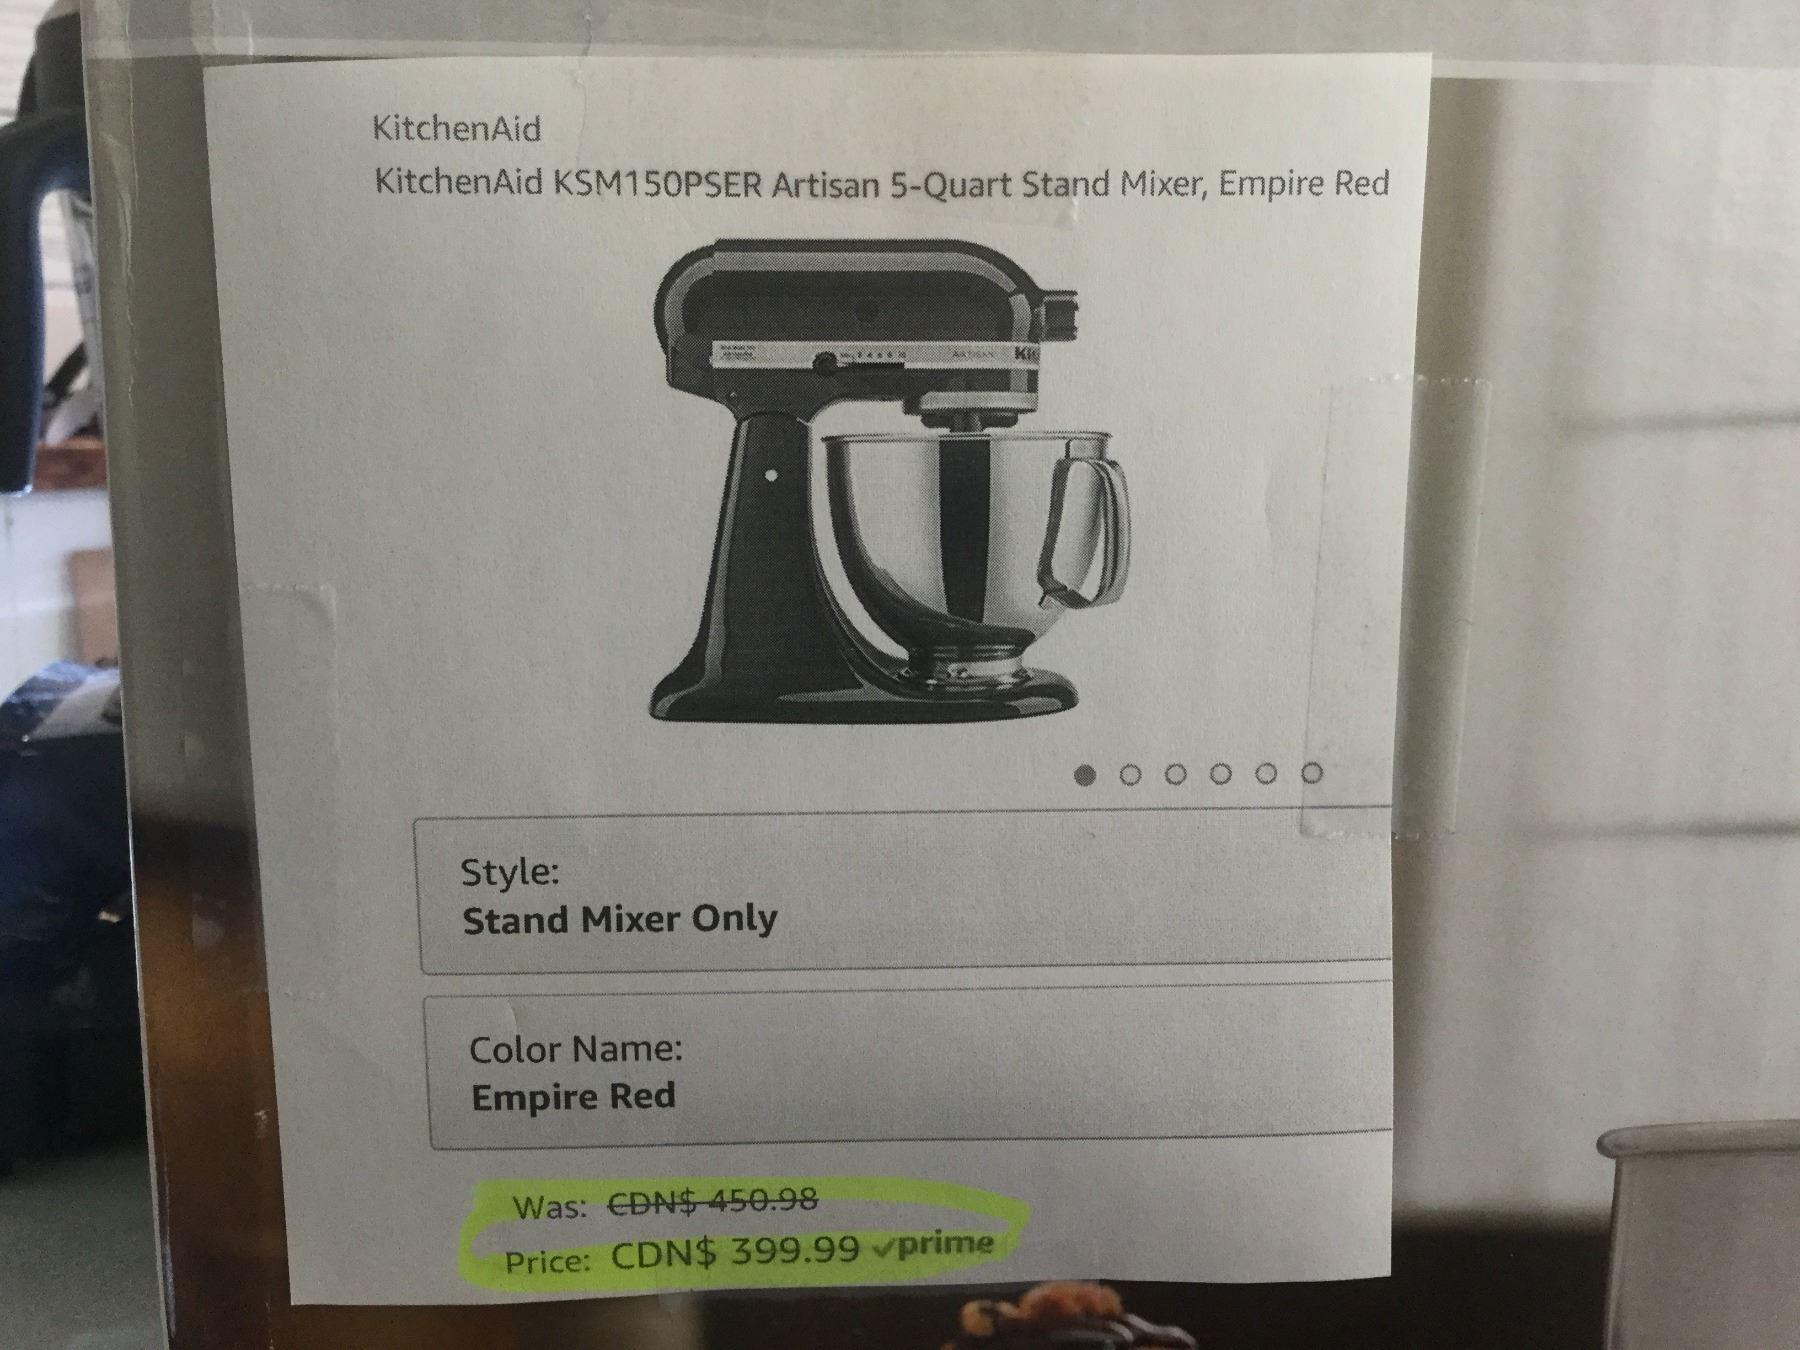 KitchenAid
KitchenAid KSM150PSER Artisan 5-Quart Stand Mixer, Empire Red
ARTISAN
Style:
Stand Mixer Only
Color Name:
Empire Red
Was: CDN$ 450.98
Price: CDN$ 399.99 ✓prime